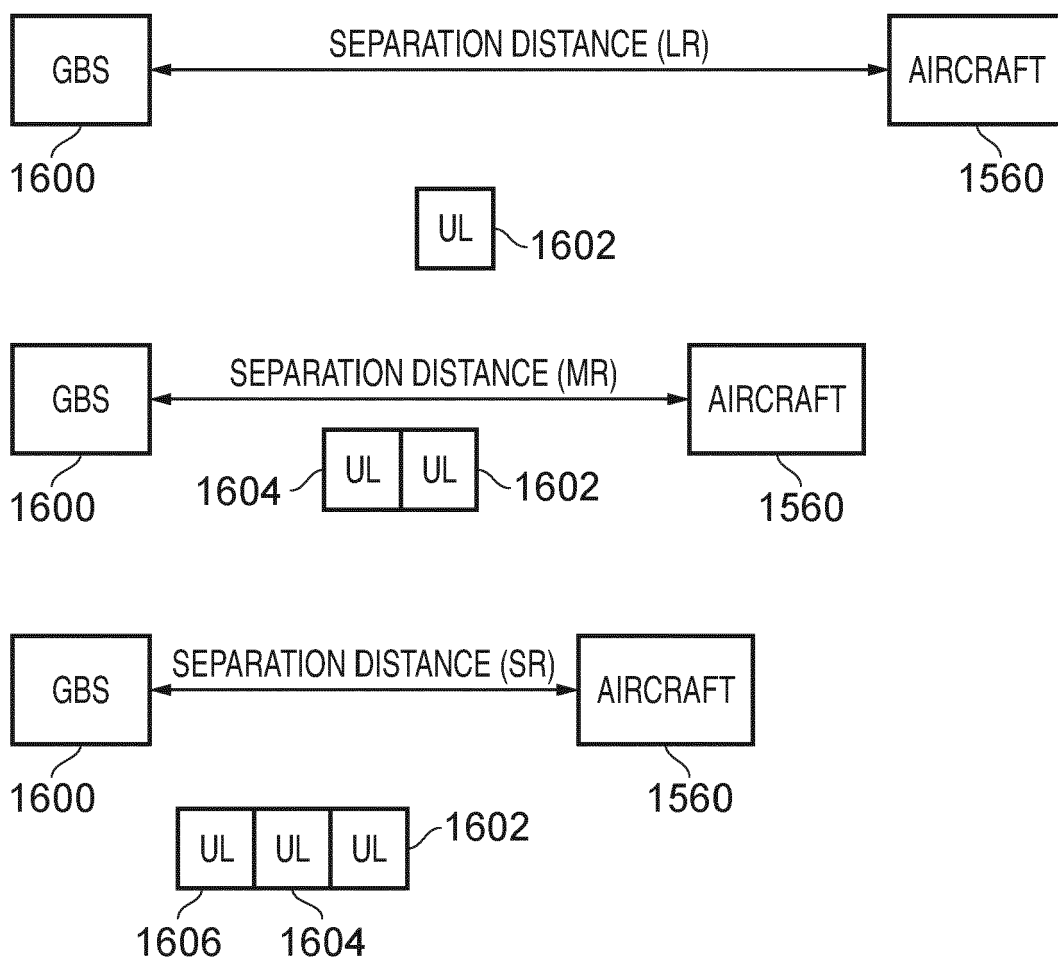 GBS
SEPARATION DISTANCE (LR)
AIRCRAFT
1600
1560
UL
1602
GBS
SEPARATION DISTANCE (MR)
AIRCRAFT
1600
1604
UL
UL
1602
1560
GBS
SEPARATION DISTANCE (SR)
AIRCRAFT
1600
1560
UL
UL
UL
1602
1606
1604